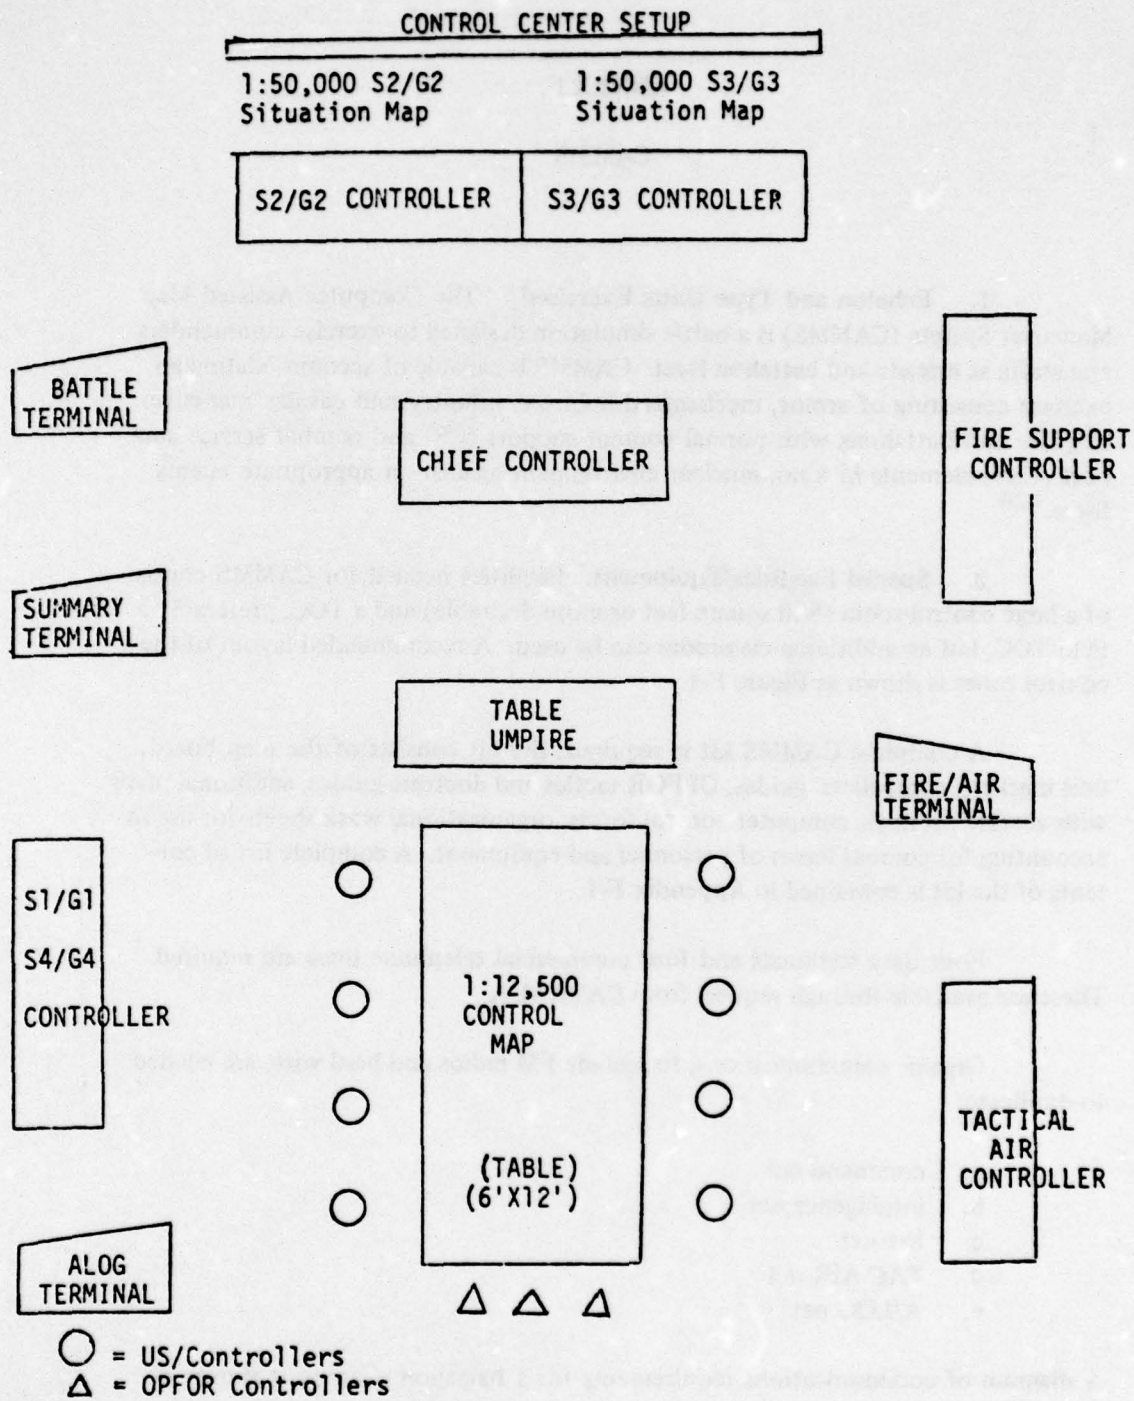 CONTROL CENTER SETUP
1:50,000 S2/G2
Situation Map
1:50,000 S3/G3
Situation Map
S2/G2 CONTROLLER
S3/G3 CONTROLLER
BATTLE
TERMINAL
CHIEF CONTROLLER
FIRE SUPPORT
CONTROLLER
SUMMARY
TERMINAL
TABLE
UMPIRE
FIRE/AIR
TERMINAL
S1/G1
S4/G4
CONTROLLER
1:12,500
CONTROL
MAP
(TABLE)
(6'X12')
TACTICAL
AIR
CONTROLLER
ALOG
TERMINAL
= US/Controllers
= OPFOR Controllers